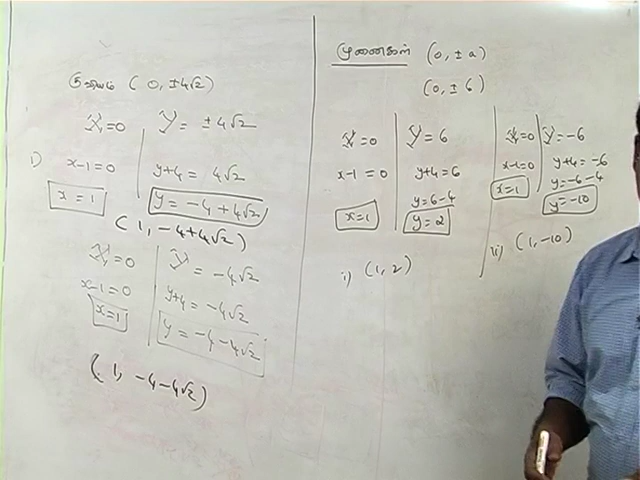 குவியம் ( 0, ±4√2)
X = 0 Y = ±4√2
i) x-1 = 0 y+4 = 4√2
x = 1 y = -4+4√2
(1, -4+4√2)
X = 0 Y = -4√2
x-1 = 0 y+4 = -4√2
x=1 y = -4-4√2
(1, -4-4√2)
முனைகள் (0, ±a)
(0, ±6)
X = 0 Y = 6
x-1 = 0 y+4 = 6
y = 6-4
x=1 y = 2
i) (1, 2)
X=0 Y=-6
x-1=0 y+4 = -6
x=1 y = -6-4
y = -10
ii) (1, -10)